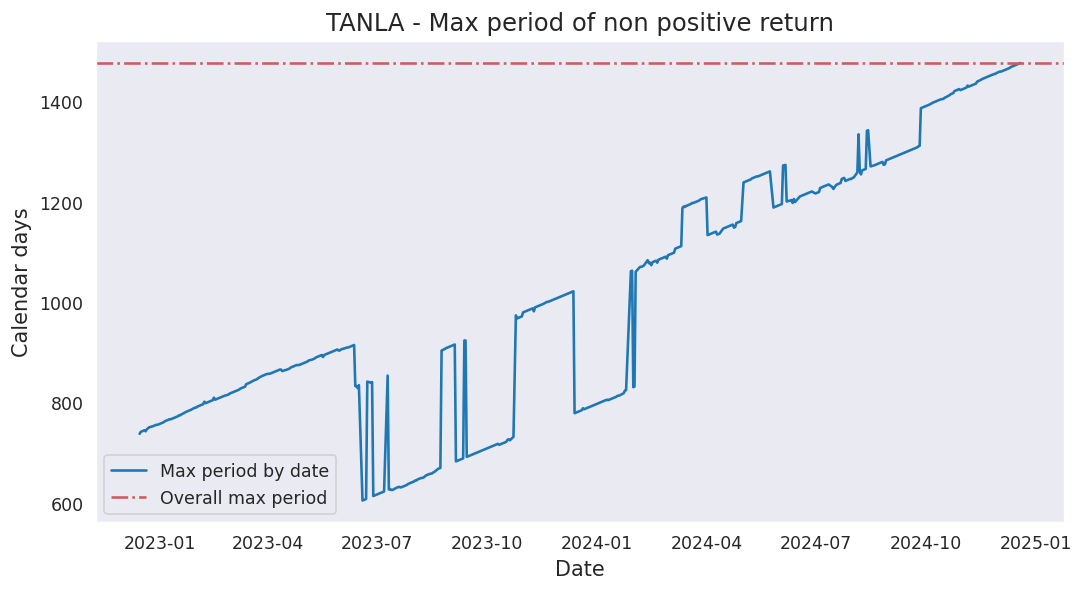 TANLA - Max period of non positive return
Calendar days
1400
1200
1000
800
600
Max period by date
Overall max period
2023-01 2023-04 2023-07 2023-10 2024-01 2024-04 2024-07 2024-10 2025-01
Date